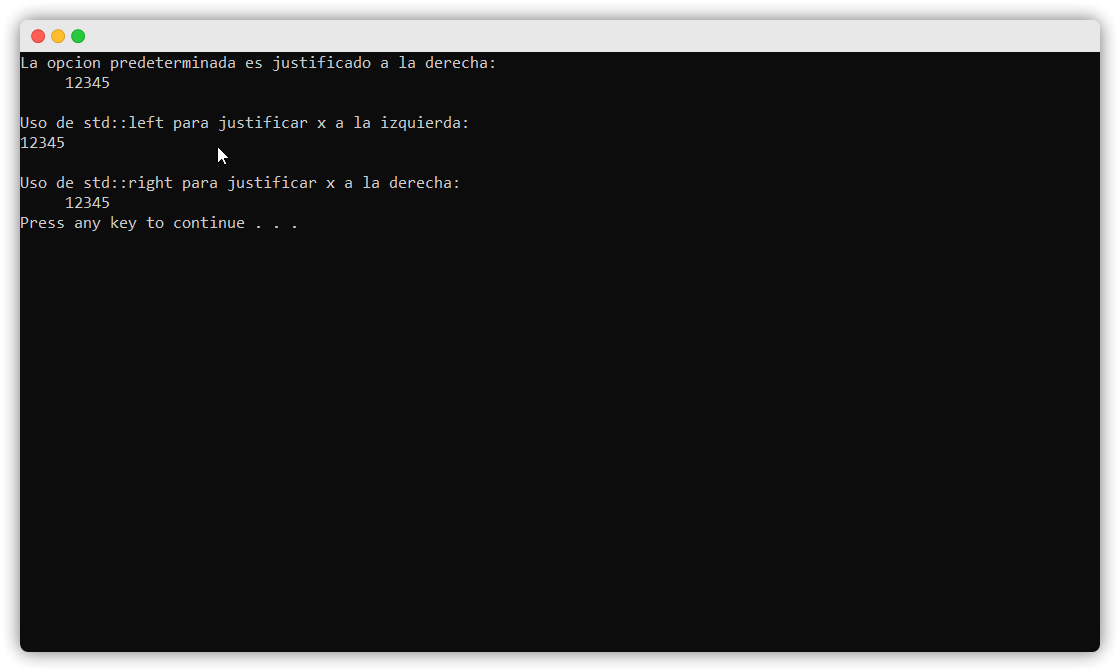 La opcion predeterminada es justificado a la derecha:
     12345
Uso de std::left para justificar x a la izquierda:
12345
Uso de std::right para justificar x a la derecha:
     12345
Press any key to continue . . .